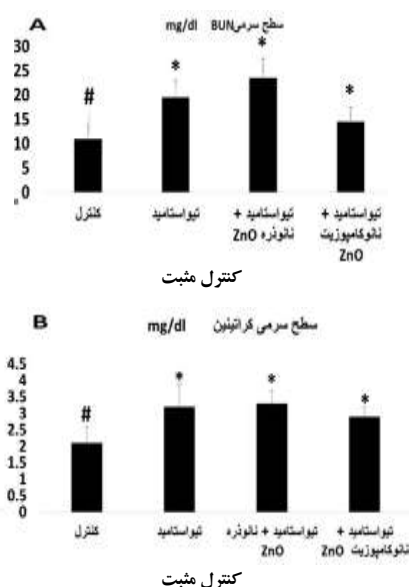 A
سطح سرمی BUN mg/dl
30
25
20
15
10
5
0
#
*
*
*
کنترل
تیواستامید
تیواستامید +
نانوذره ZnO
تیواستامید +
نانوکامپوزیت
ZnO
کنترل مثبت
B
سطح سرمی کراتینین mg/dl
4.5
4
3.5
3
2.5
2
1.5
1
0.5
0
#
*
*
*
کنترل
تیواستامید
تیواستامید + نانوذره
ZnO
تیواستامید +
نانوکامپوزیت ZnO
کنترل مثبت